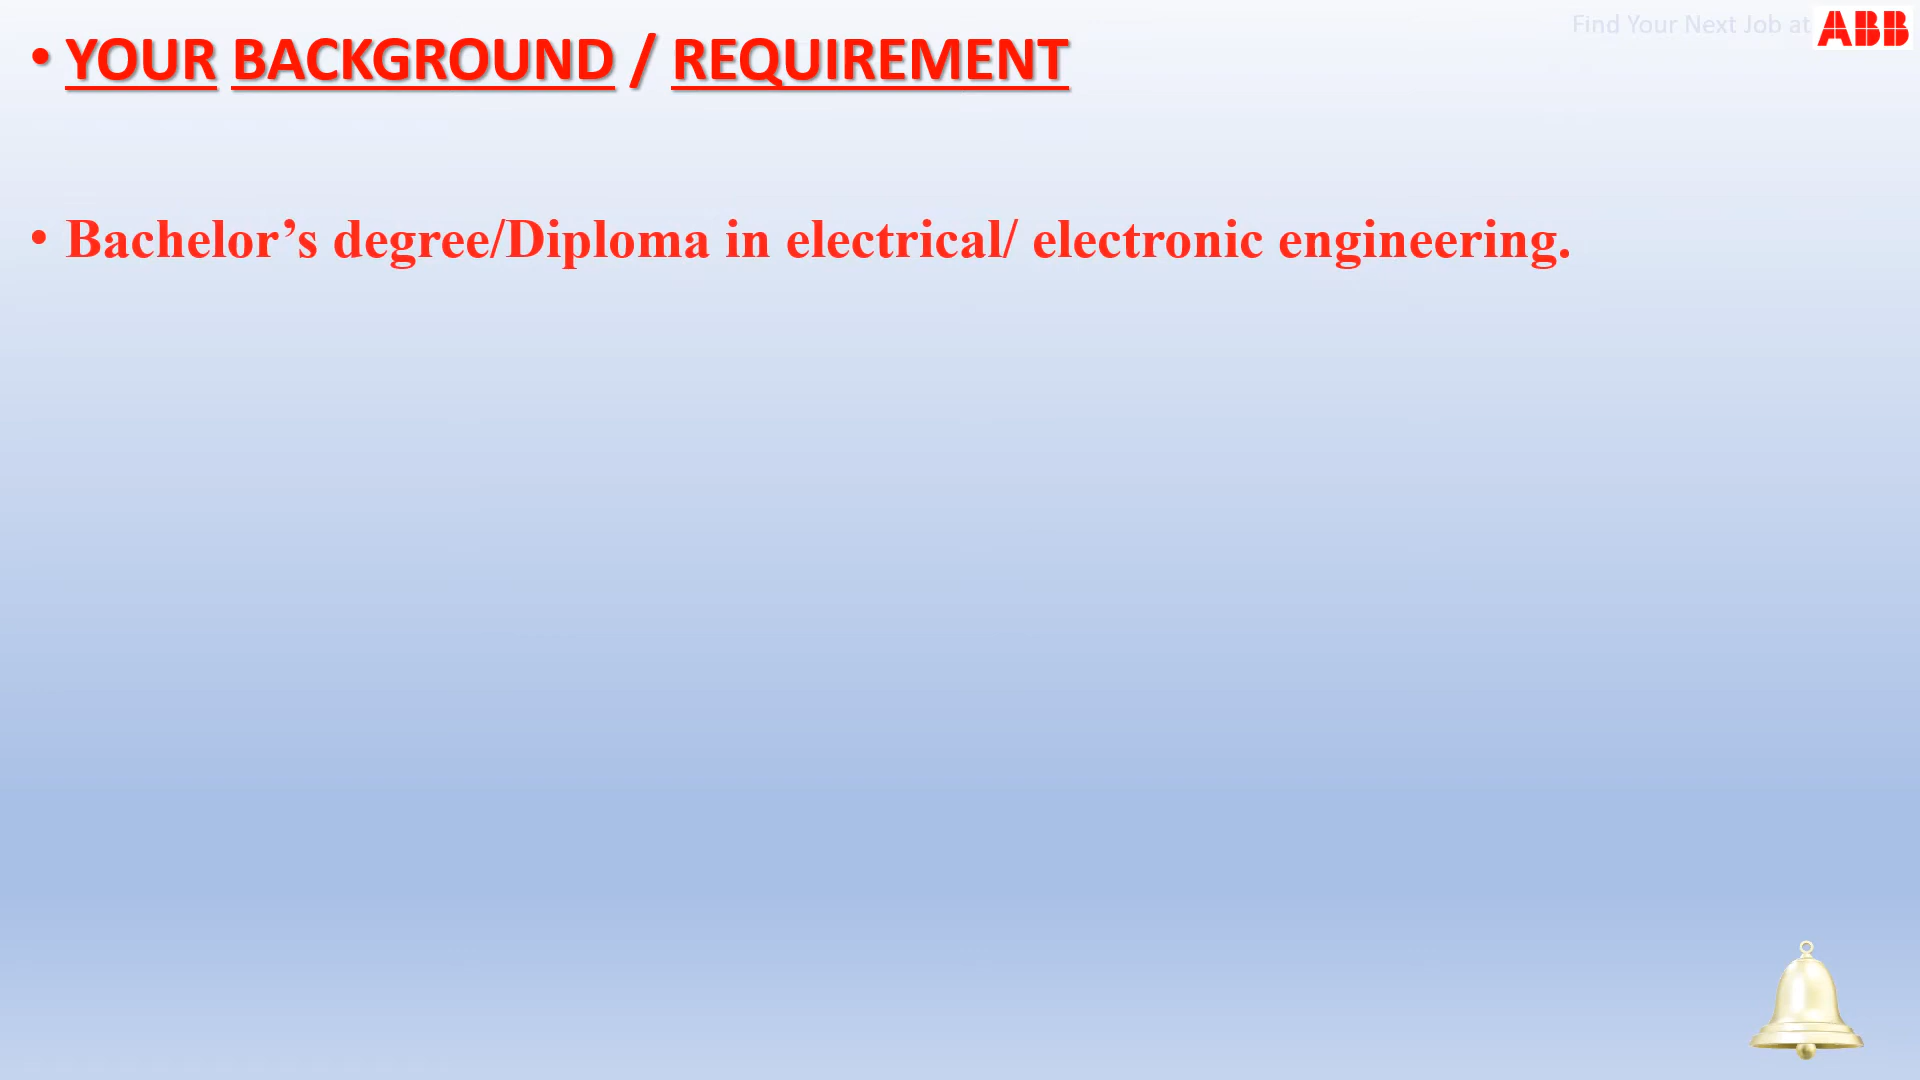 Find Your Next Job at ABB
• YOUR BACKGROUND / REQUIREMENT
• Bachelor’s degree/Diploma in electrical/ electronic engineering.